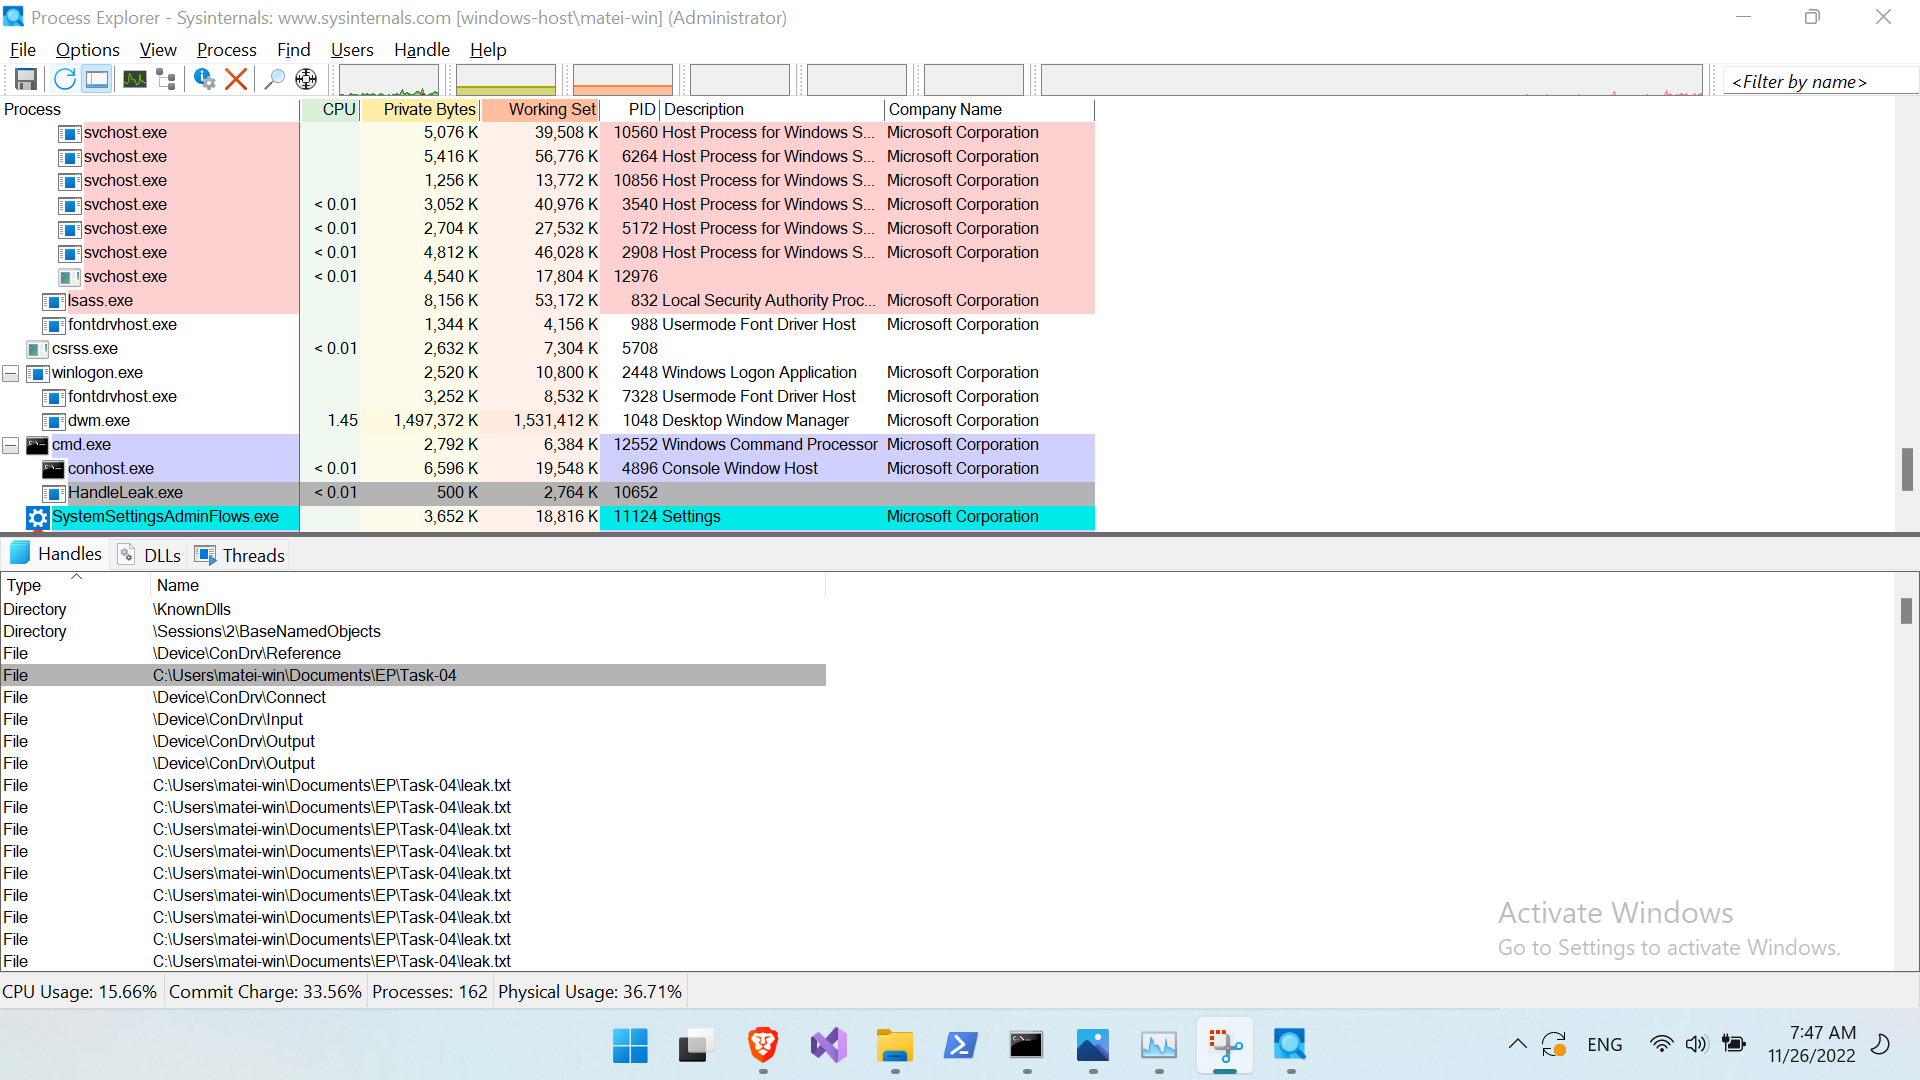 Process Explorer - Sysinternals: www.sysinternals.com [windows-host\matei-win] (Administrator)
File Options View Process Find Users Handle Help
<Filter by name>
Process CPU Private Bytes Working Set PID Description Company Name
svchost.exe 5,076 K 39,508 K 10560 Host Process for Windows S... Microsoft Corporation
svchost.exe 5,416 K 56,776 K 6264 Host Process for Windows S... Microsoft Corporation
svchost.exe 1,256 K 13,772 K 10856 Host Process for Windows S... Microsoft Corporation
svchost.exe < 0.01 3,052 K 40,976 K 3540 Host Process for Windows S... Microsoft Corporation
svchost.exe < 0.01 2,704 K 27,532 K 5172 Host Process for Windows S... Microsoft Corporation
svchost.exe < 0.01 4,812 K 46,028 K 2908 Host Process for Windows S... Microsoft Corporation
svchost.exe < 0.01 4,540 K 17,804 K 12976
lsass.exe 8,156 K 53,172 K 832 Local Security Authority Proc... Microsoft Corporation
fontdrvhost.exe 1,344 K 4,156 K 988 Usermode Font Driver Host Microsoft Corporation
csrss.exe < 0.01 2,632 K 7,304 K 5708
winlogon.exe 2,520 K 10,800 K 2448 Windows Logon Application Microsoft Corporation
fontdrvhost.exe 3,252 K 8,532 K 7328 Usermode Font Driver Host Microsoft Corporation
dwm.exe 1.45 1,497,372 K 1,531,412 K 1048 Desktop Window Manager Microsoft Corporation
cmd.exe 2,792 K 6,384 K 12552 Windows Command Processor Microsoft Corporation
conhost.exe < 0.01 6,596 K 19,548 K 4896 Console Window Host Microsoft Corporation
HandleLeak.exe < 0.01 500 K 2,764 K 10652
SystemSettingsAdminFlows.exe 3,652 K 18,816 K 11124 Settings Microsoft Corporation
Handles DLLs Threads
Type Name
Directory \KnownDlls
Directory \Sessions\2\BaseNamedObjects
File \Device\ConDrv\Reference
File C:\Users\matei-win\Documents\EP\Task-04
File \Device\ConDrv\Connect
File \Device\ConDrv\Input
File \Device\ConDrv\Output
File \Device\ConDrv\Output
File C:\Users\matei-win\Documents\EP\Task-04\leak.txt
File C:\Users\matei-win\Documents\EP\Task-04\leak.txt
File C:\Users\matei-win\Documents\EP\Task-04\leak.txt
File C:\Users\matei-win\Documents\EP\Task-04\leak.txt
File C:\Users\matei-win\Documents\EP\Task-04\leak.txt
File C:\Users\matei-win\Documents\EP\Task-04\leak.txt
File C:\Users\matei-win\Documents\EP\Task-04\leak.txt
File C:\Users\matei-win\Documents\EP\Task-04\leak.txt
File C:\Users\matei-win\Documents\EP\Task-04\leak.txt
Activate Windows
Go to Settings to activate Windows.
CPU Usage: 15.66% Commit Charge: 33.56% Processes: 162 Physical Usage: 36.71%
ENG
7:47 AM
11/26/2022